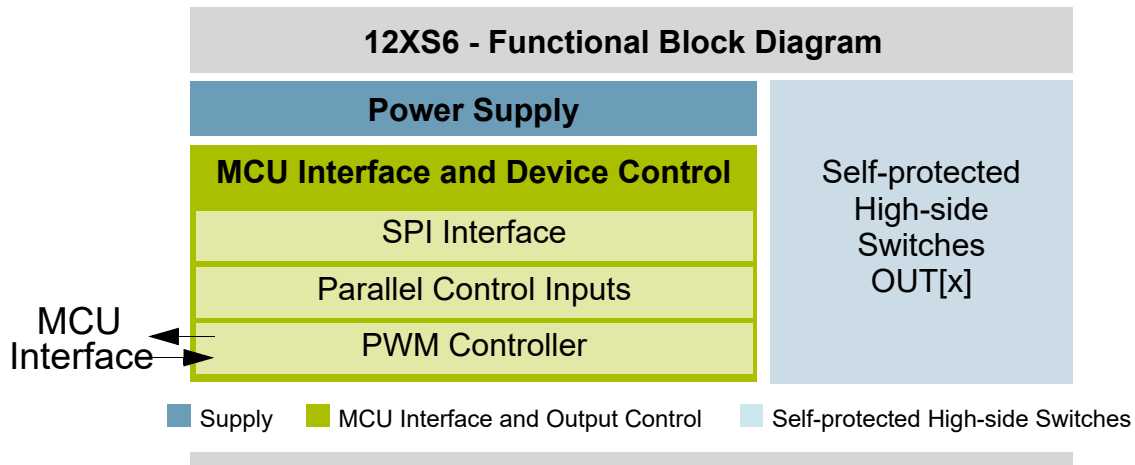 12XS6 - Functional Block Diagram
Power Supply
MCU Interface and Device Control
SPI Interface
Parallel Control Inputs
PWM Controller
Self-protected
High-side
Switches
OUT[x]
MCU
Interface
Supply
MCU Interface and Output Control
Self-protected High-side Switches